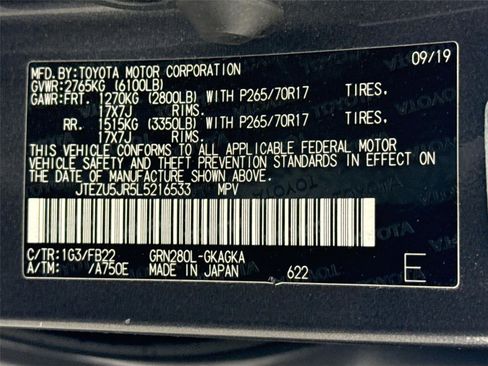 09/19
MFD.BY:TOYOTA MOTOR CORPORATION
GVWR:2765KG (6100LB)
GAWR:FRT. 1270KG (2800LB) WITH P265/70R17 TIRES,
17X7J RIMS.
RR. 1515KG (3350LB) WITH P265/70R17 TIRES,
17X7J RIMS.
THIS VEHICLE CONFORMS TO ALL APPLICABLE FEDERAL MOTOR
VEHICLE SAFETY AND THEFT PREVENTION STANDARDS IN EFFECT
ON THE DATE OF MANUFACTURE SHOWN ABOVE.
JTEZU5JR5L5216533 MPV
C/TR:1G3/FB22 GRN280L-GKAGKA
A/TM: /A750E MADE IN JAPAN 622 E